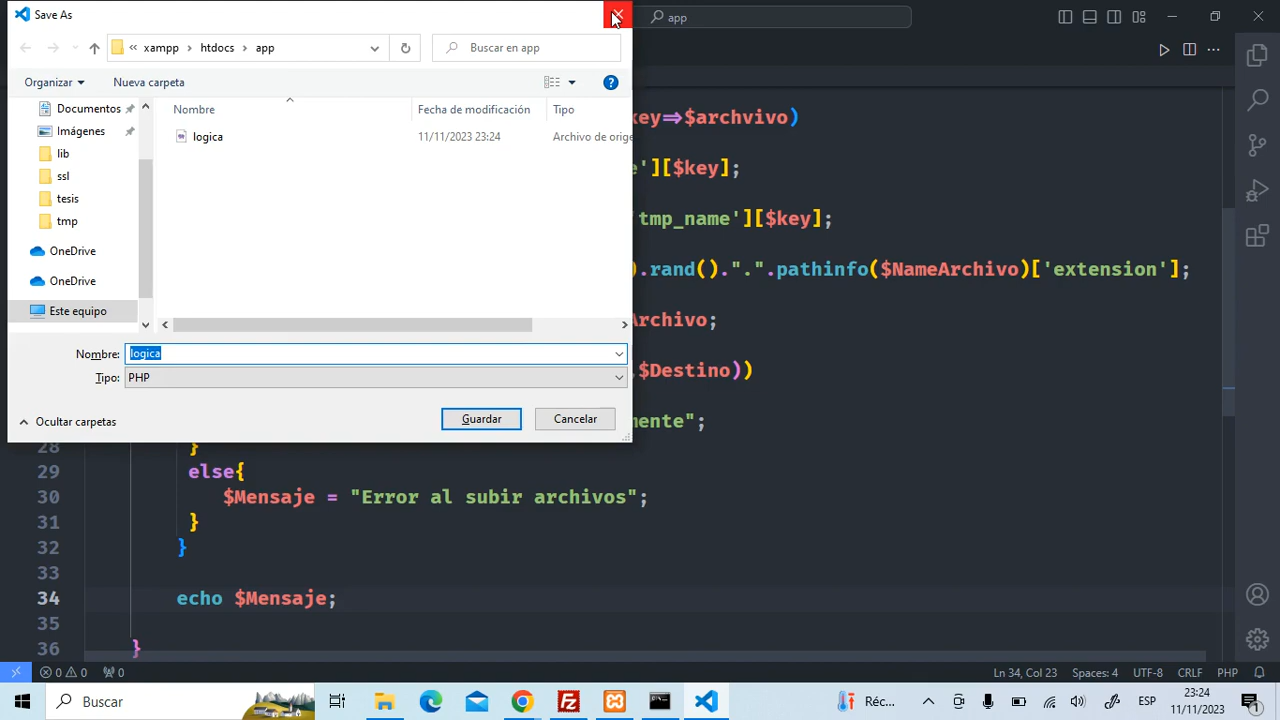 Save As
app
xampp > htdocs > app
Buscar en app
Organizar
Nueva carpeta
Nombre
Fecha de modificación
Tipo
Documentos
Imágenes
lib
ssl
tesis
tmp
OneDrive
OneDrive
Este equipo
logica
11/11/2023 23:24
Archivo de orige
Nombre: logica
Tipo: PHP
Ocultar carpetas
Guardar
Cancelar
key=>$archvivo)
e'][$key];
'tmp_name'][$key];
).rand().".".pathinfo($NameArchivo)['extension'];
Archivo;
,$Destino))
mente";
28 }
29 else{
30 $Mensaje = "Error al subir archivos";
31 }
32 }
33
34 echo $Mensaje;
35
36 }
0 0 0
Ln 34, Col 23
Spaces: 4
UTF-8
CRLF
PHP
Buscar
Réc...
ESP
23:24
11/11/2023
1